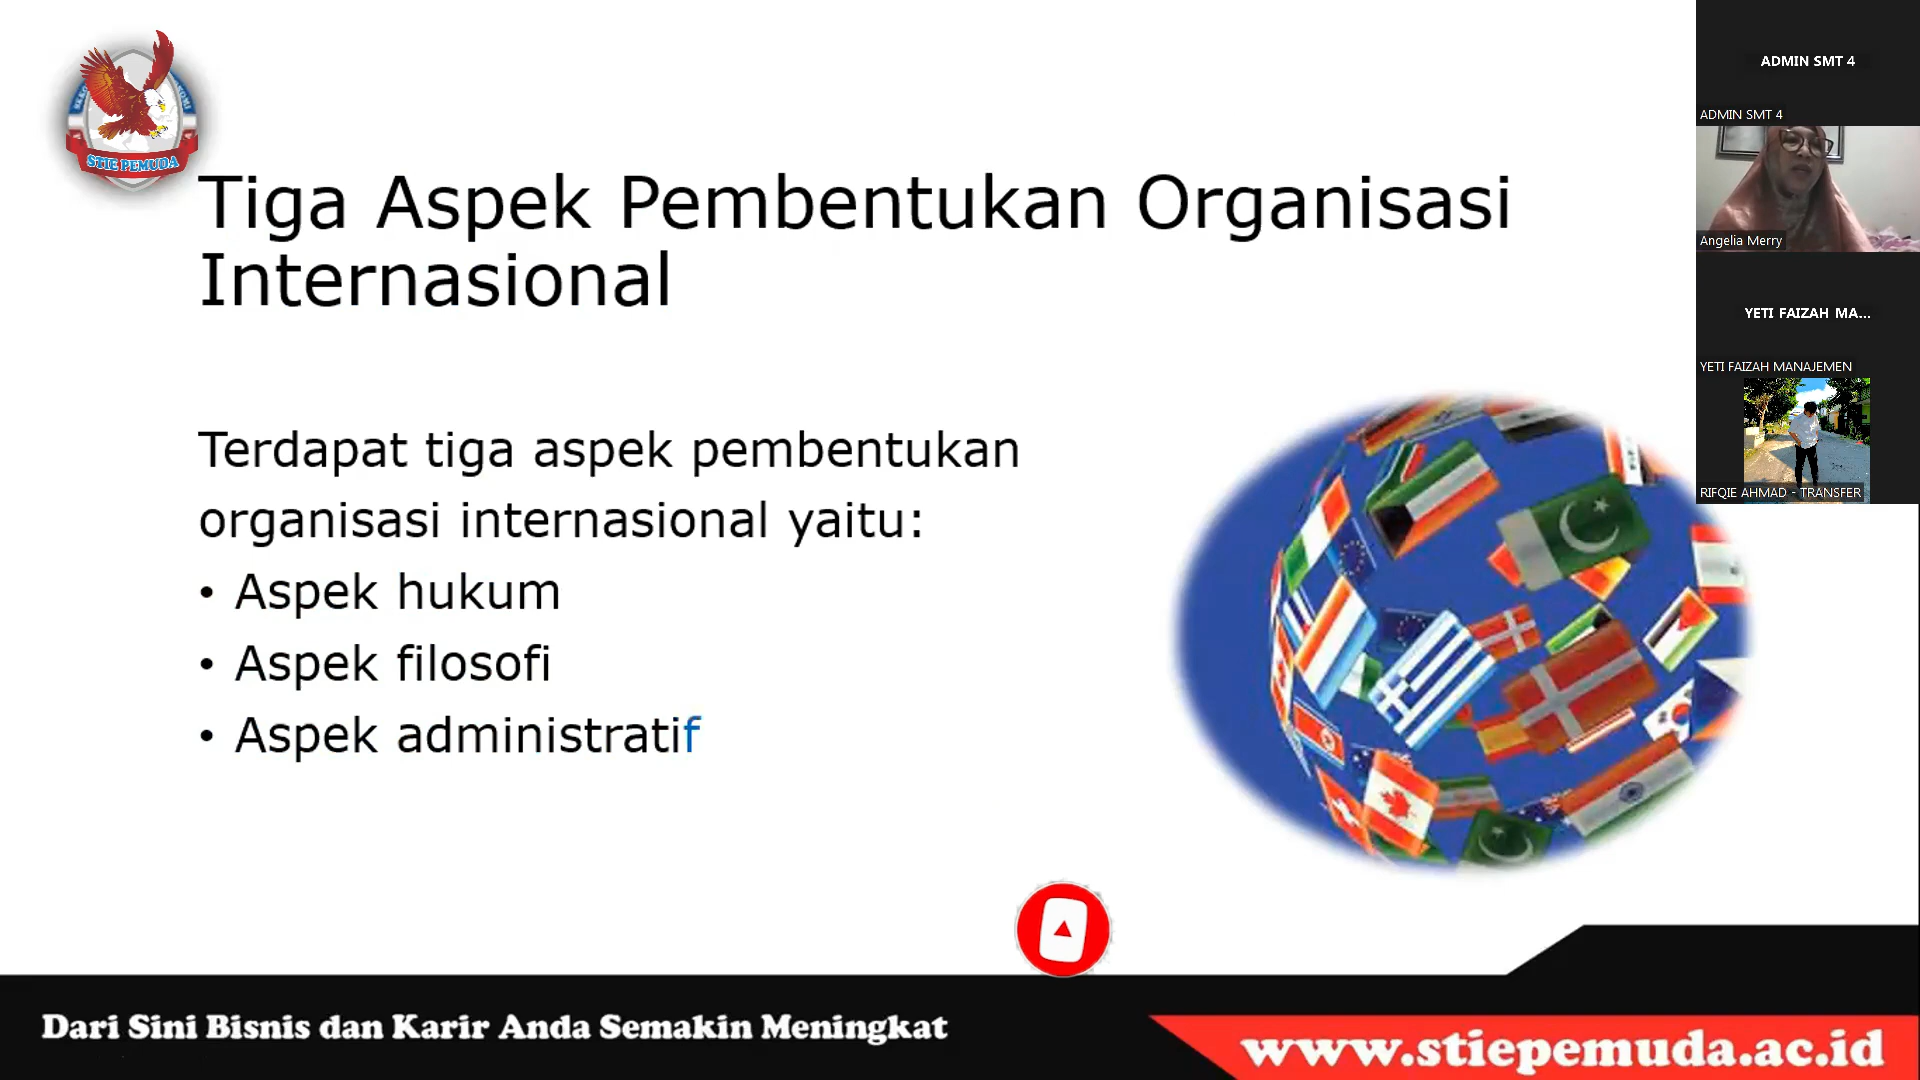 STIE PEMUDA
Tiga Aspek Pembentukan Organisasi
Internasional
Terdapat tiga aspek pembentukan
organisasi internasional yaitu:
• Aspek hukum
• Aspek filosofi
• Aspek administratif
Dari Sini Bisnis dan Karir Anda Semakin Meningkat
www.stiepemuda.ac.id
ADMIN SMT 4
ADMIN SMT 4
Angelia Merry
YETI FAIZAH MA...
YETI FAIZAH MANAJEMEN
RIFQIE AHMAD - TRANSFER